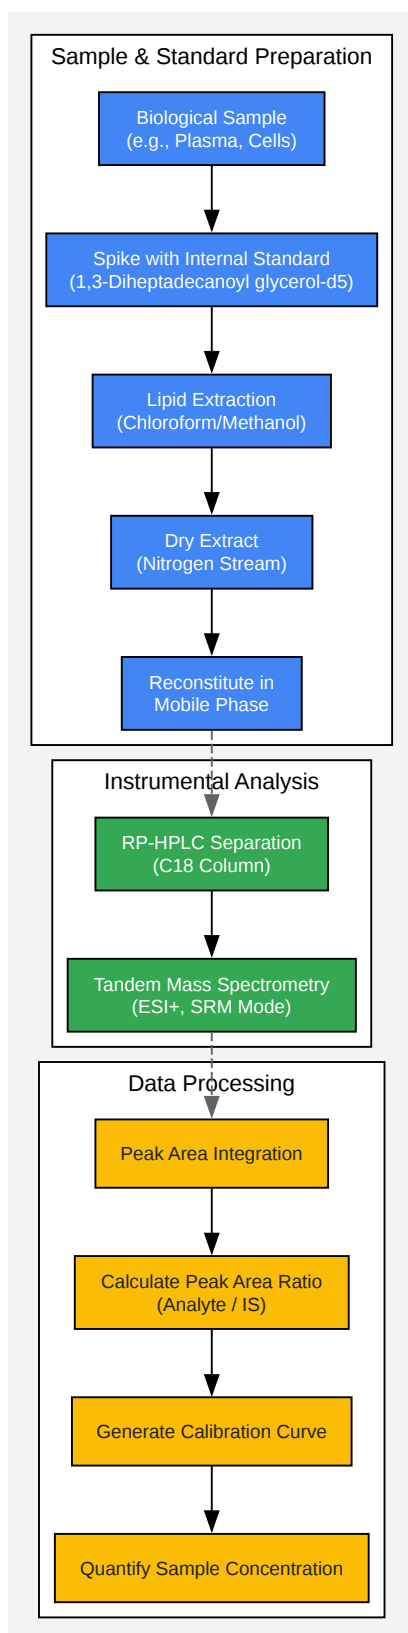 Sample & Standard Preparation
Biological Sample
(e.g., Plasma, Cells)
Spike with Internal Standard
(1,3-Diheptadecanoyl glycerol-d5)
Lipid Extraction
(Chloroform/Methanol)
Dry Extract
(Nitrogen Stream)
Reconstitute in
Mobile Phase
Instrumental Analysis
RP-HPLC Separation
(C18 Column)
Tandem Mass Spectrometry
(ESI+, SRM Mode)
Data Processing
Peak Area Integration
Calculate Peak Area Ratio
(Analyte / IS)
Generate Calibration Curve
Quantify Sample Concentration